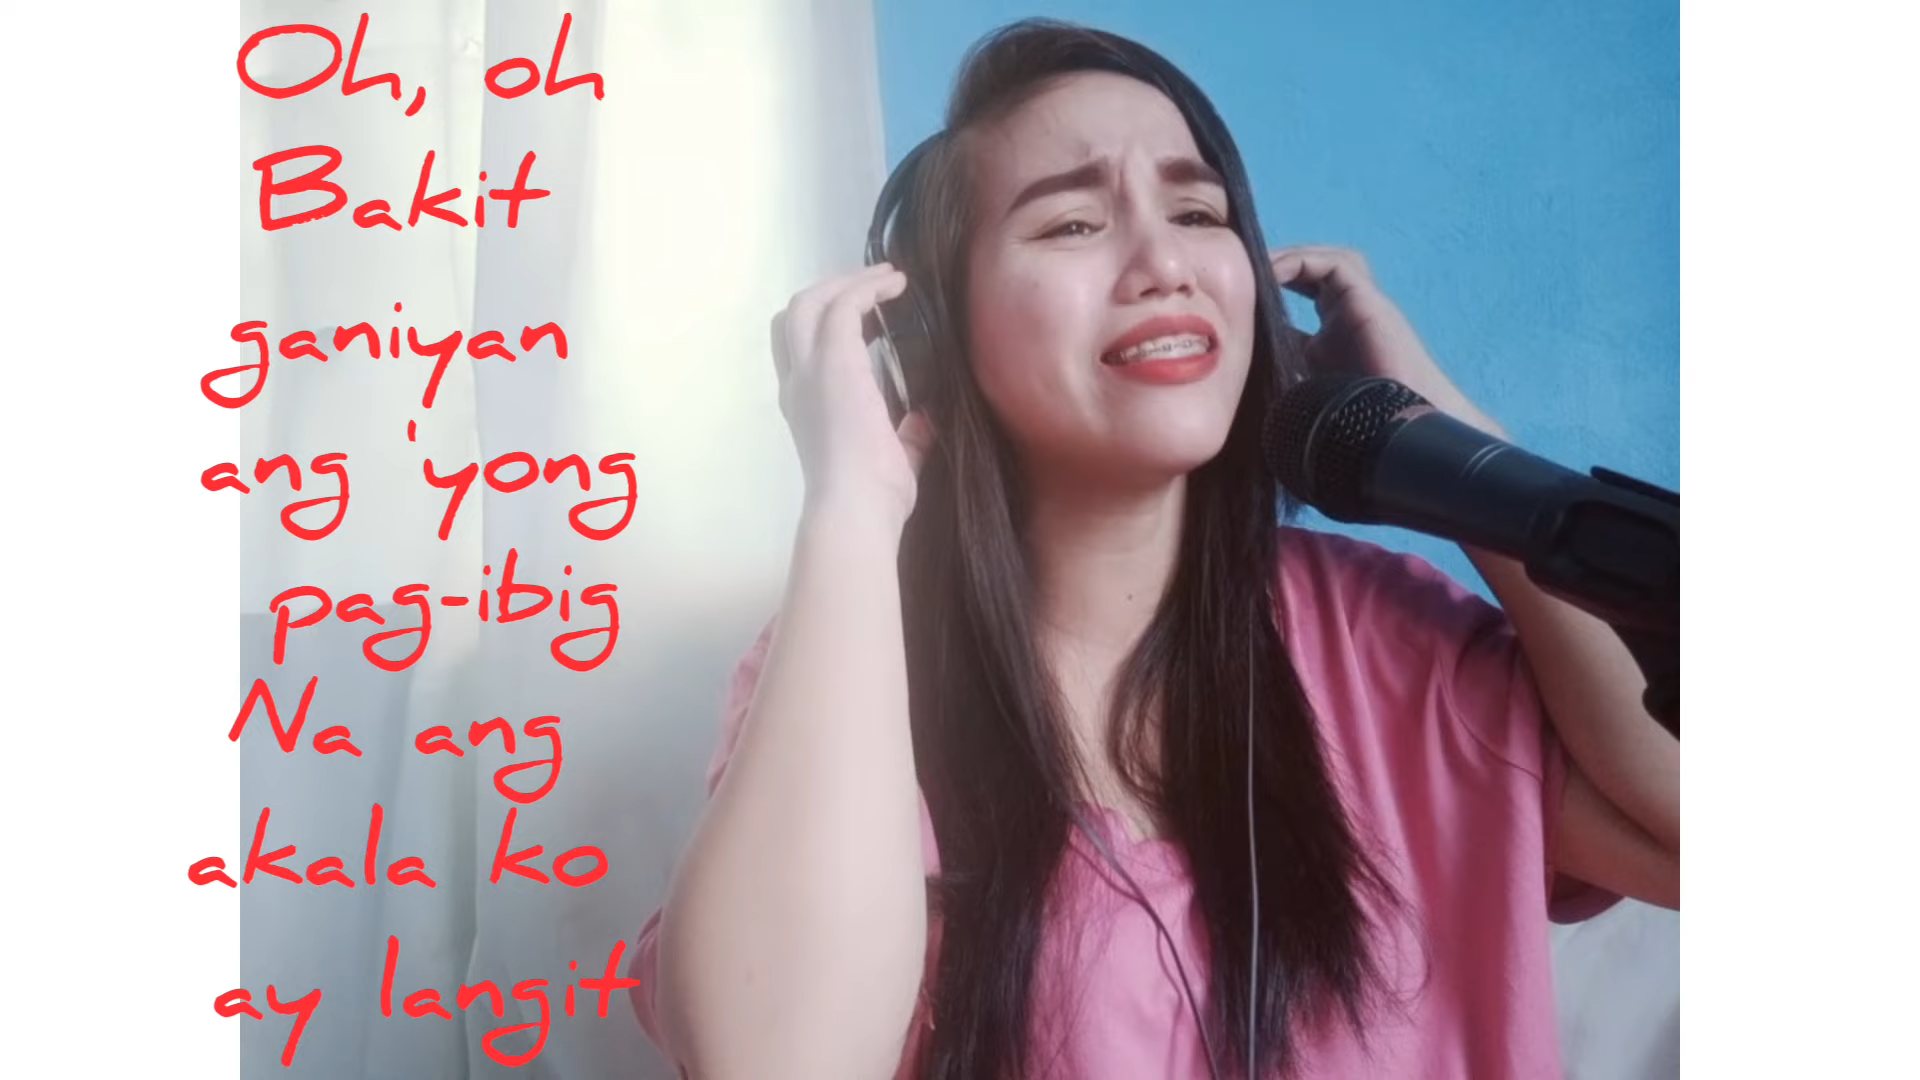 Oh, oh
Bakit
ganiyan
ang 'yong
pag-ibig
Na ang
akala ko
ay langit